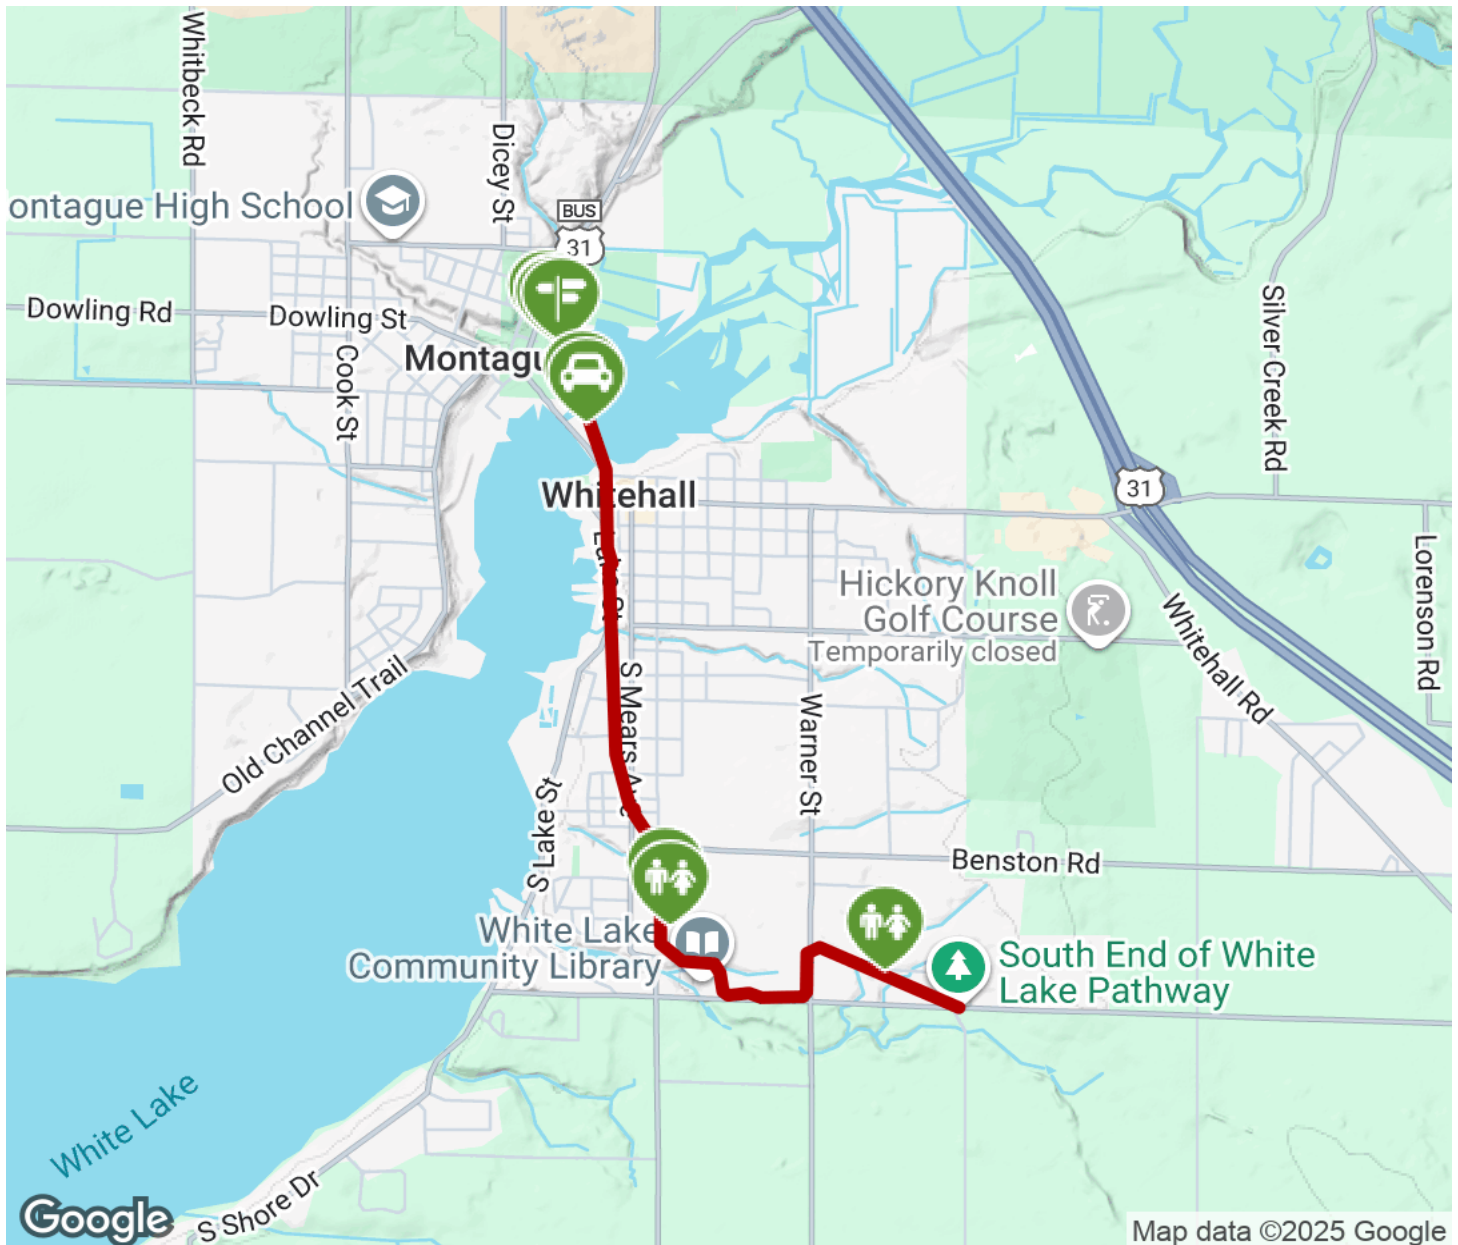 Whitbeck Rd
Dicey St
ontague High School
BUS
31
Dowling Rd
Dowling St
Cook St
Montagu
Silver Creek Rd
31
Whitehall
Lake St
Lorenson Rd
Hickory Knoll
Golf Course
Temporarily closed
Whitehall Rd
Old Channel Trail
S Mears Ave
Warner St
S Lake St
Benston Rd
White Lake
Community Library
South End of White
Lake Pathway
White Lake
S Shore Dr
Google
Map data ©2025 Google